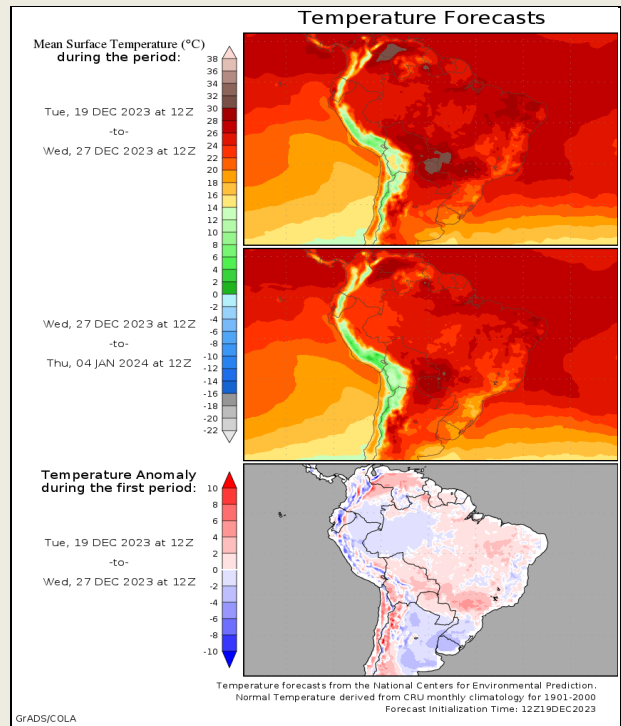 Temperature Forecasts
Mean Surface Temperature (°C)
during the period:
Tue, 19 DEC 2023 at 12Z
-to-
Wed, 27 DEC 2023 at 12Z
38
36
34
32
30
28
26
24
22
20
18
16
14
12
10
8
6
4
2
0
-2
-4
-6
-8
-10
-12
-14
-16
-18
-20
-22
Wed, 27 DEC 2023 at 12Z
-to-
Thu, 04 JAN 2024 at 12Z
Temperature Anomaly
during the first period:
Tue, 19 DEC 2023 at 12Z
-to-
Wed, 27 DEC 2023 at 12Z
10
8
6
4
2
0
-2
-4
-6
-8
-10
Temperature forecasts from the National Centers for Environmental Prediction.
Normal Temperature derived from CRU monthly climatology for 1901-2000
Forecast Initialization Time: 12Z19DEC2023
GrADS/COLA